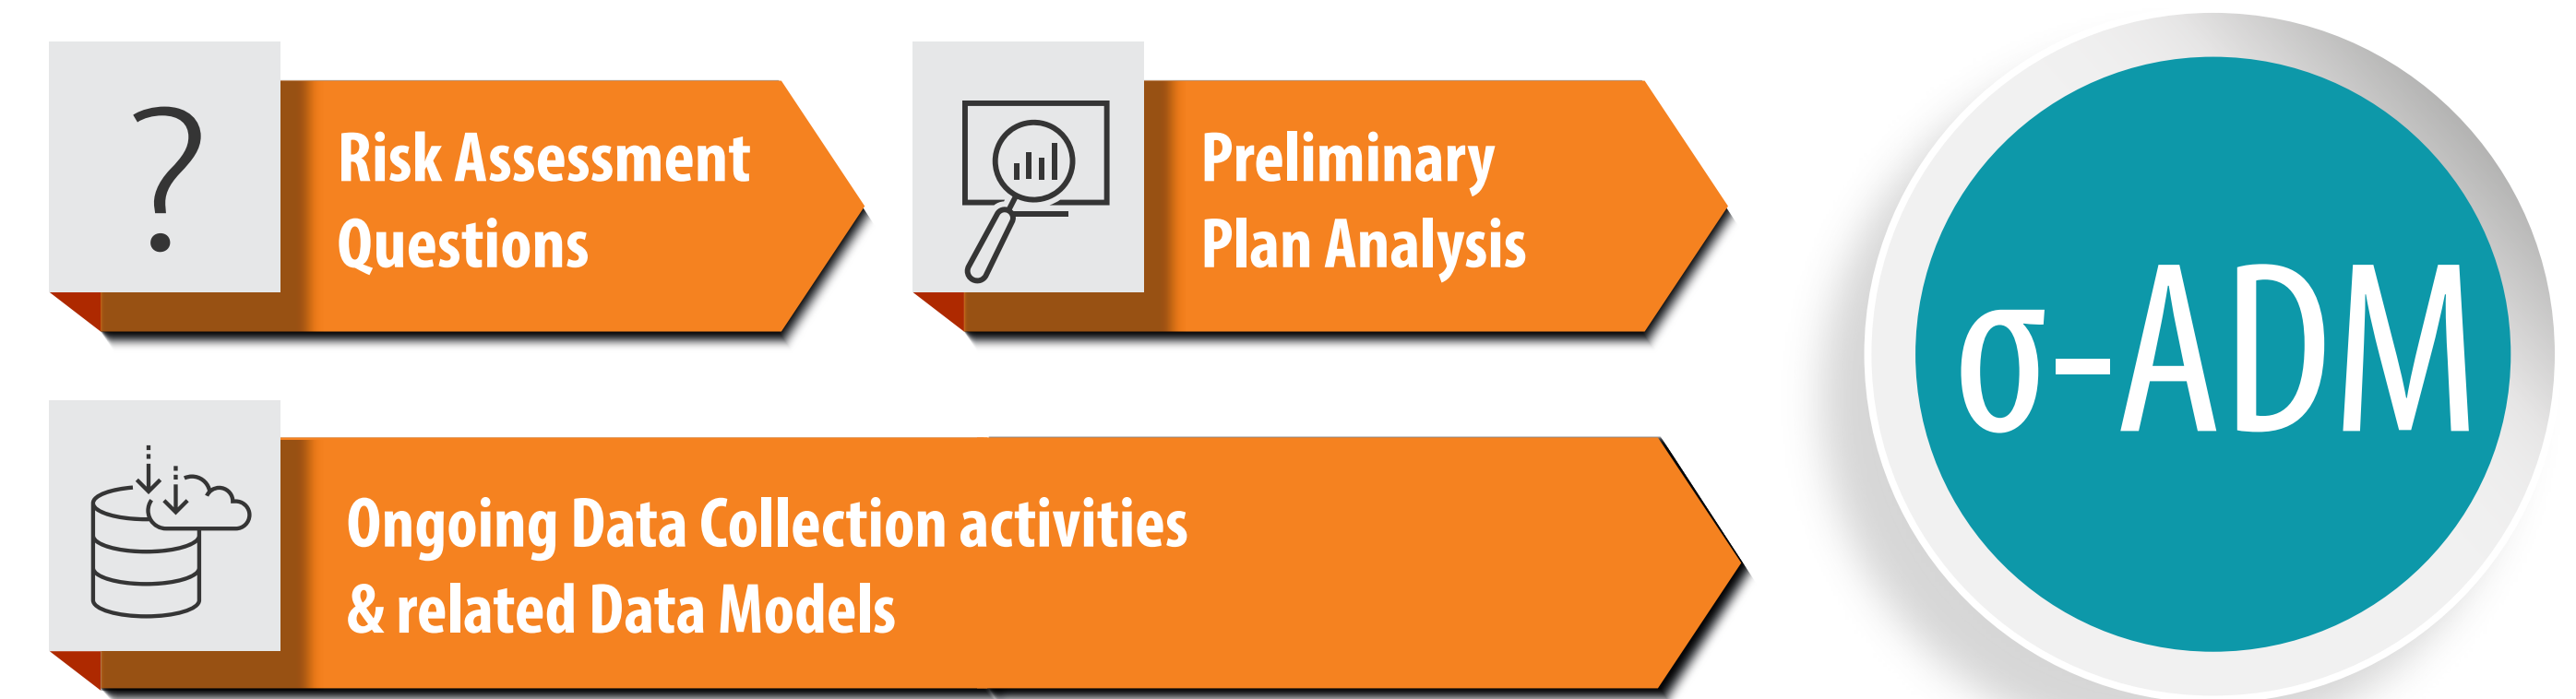 ?
Risk Assessment
Questions
Preliminary
Plan Analysis
σ-ADM
Ongoing Data Collection activities
& related Data Models